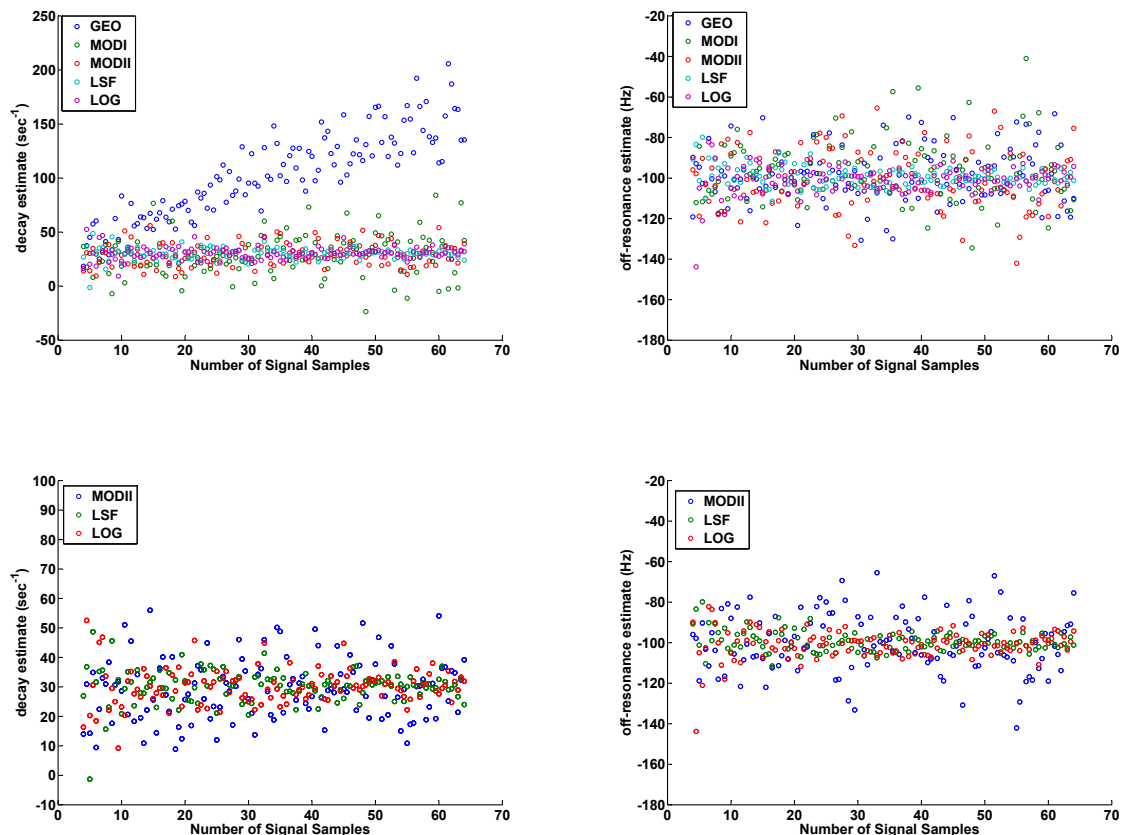 250
200
150
100
50
0
-50
decay estimate (sec⁻¹)
GEO
MODI
MODII
LSF
LOG
0 10 20 30 40 50 60 70
Number of Signal Samples
-20
-40
-60
-80
-100
-120
-140
-160
-180
off-resonance estimate (Hz)
GEO
MODI
MODII
LSF
LOG
0 10 20 30 40 50 60 70
Number of Signal Samples
100
90
80
70
60
50
40
30
20
10
0
-10
decay estimate (sec⁻¹)
MODII
LSF
LOG
0 10 20 30 40 50 60 70
Number of Signal Samples
-20
-40
-60
-80
-100
-120
-140
-160
-180
off-resonance estimate (Hz)
MODII
LSF
LOG
0 10 20 30 40 50 60 70
Number of Signal Samples